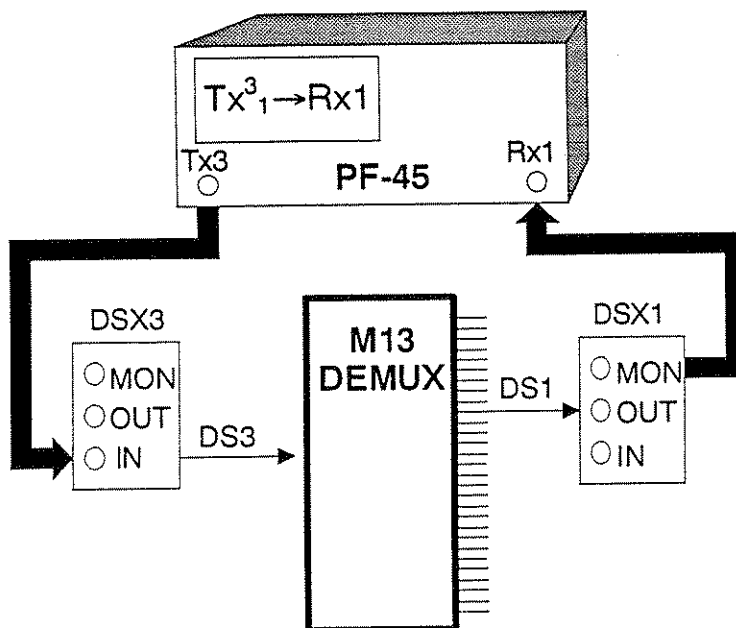 Tx³₁→Rx1
Tx3
Rx1
PF-45
DSX3
MON
OUT
IN
DS3
M13
DEMUX
DS1
DSX1
MON
OUT
IN